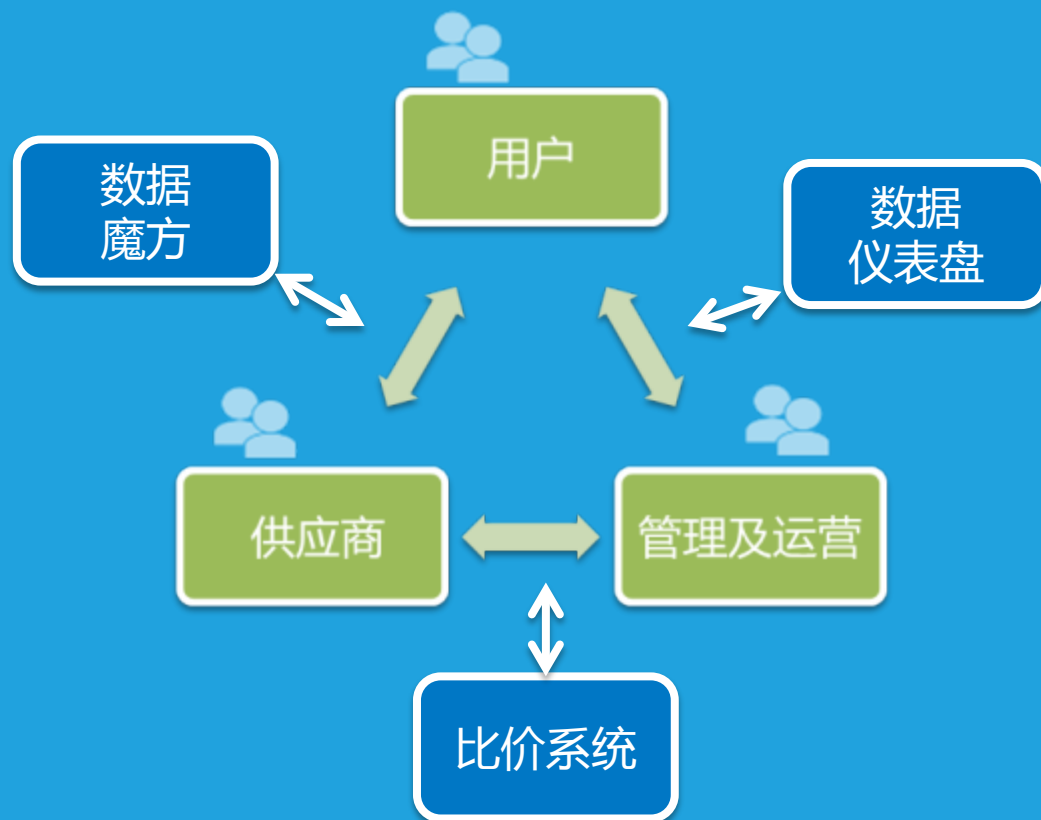 用户
数据
魔方
数据
仪表盘
供应商
管理及运营
比价系统